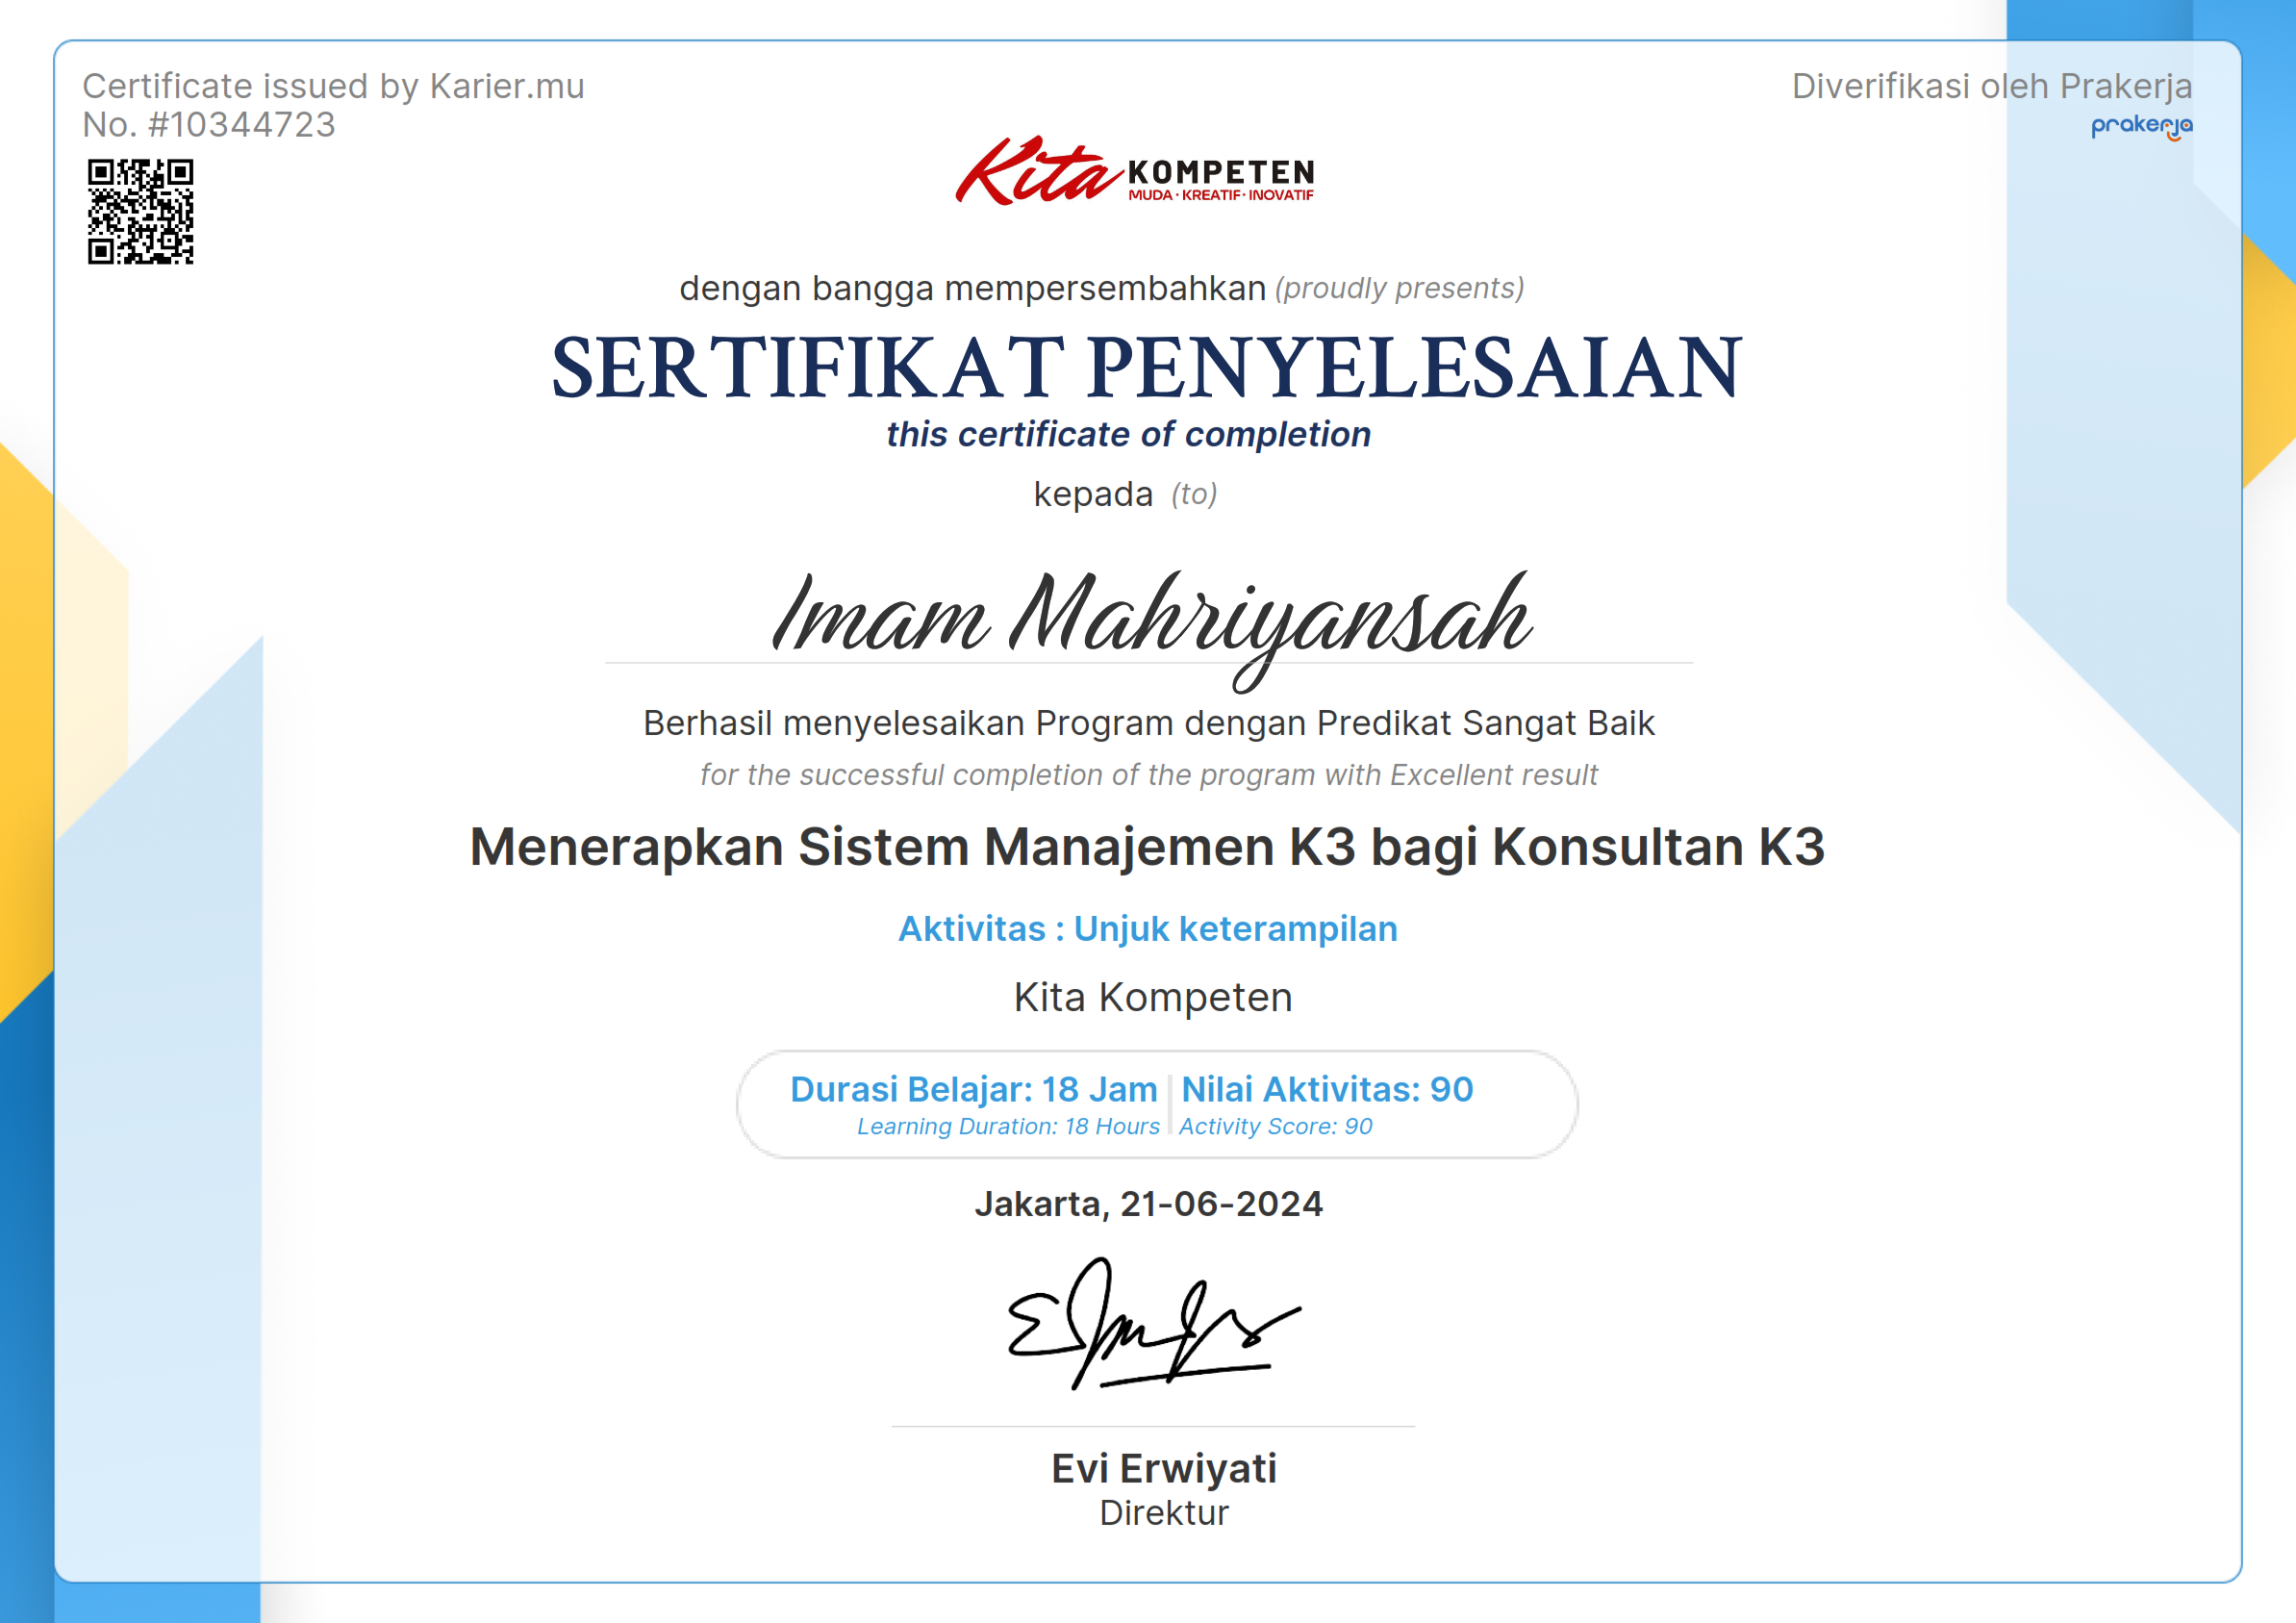 Certificate issued by Karier.mu
No. #10344723
Diverifikasi oleh Prakerja
prakerja
Kita KOMPETEN
MUDA · KREATIF · INOVATIF
dengan bangga mempersembahkan (proudly presents)
SERTIFIKAT PENYELESAIAN
this certificate of completion
kepada (to)
Imam Mahriyansah
Berhasil menyelesaikan Program dengan Predikat Sangat Baik
for the successful completion of the program with Excellent result
Menerapkan Sistem Manajemen K3 bagi Konsultan K3
Aktivitas : Unjuk keterampilan
Kita Kompeten
Durasi Belajar: 18 Jam | Nilai Aktivitas: 90
Learning Duration: 18 Hours | Activity Score: 90
Jakarta, 21-06-2024
Evi Erwiyati
Direktur